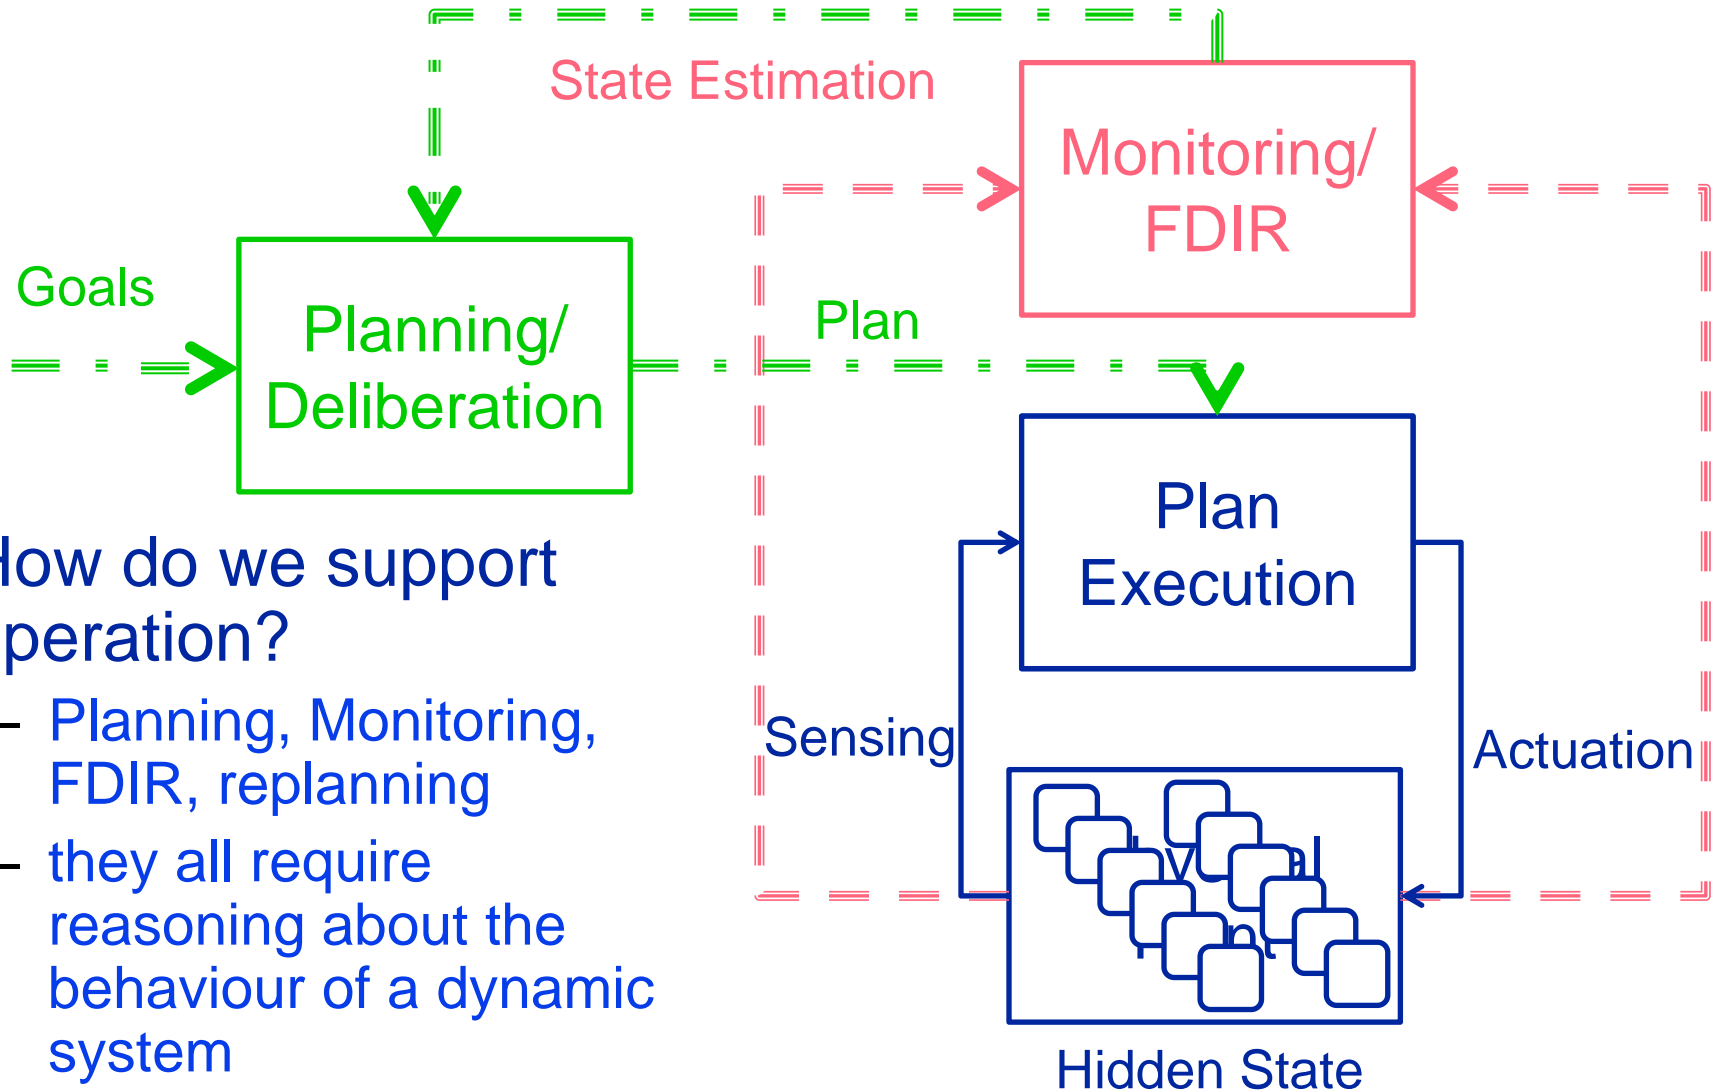 State Estimation
Monitoring/
FDIR
Goals
Planning/
Deliberation
Plan
Plan
Execution
How do we support
peration?
– Planning, Monitoring,
FDIR, replanning
– they all require
reasoning about the
behaviour of a dynamic
system
Sensing
Actuation
Hidden State